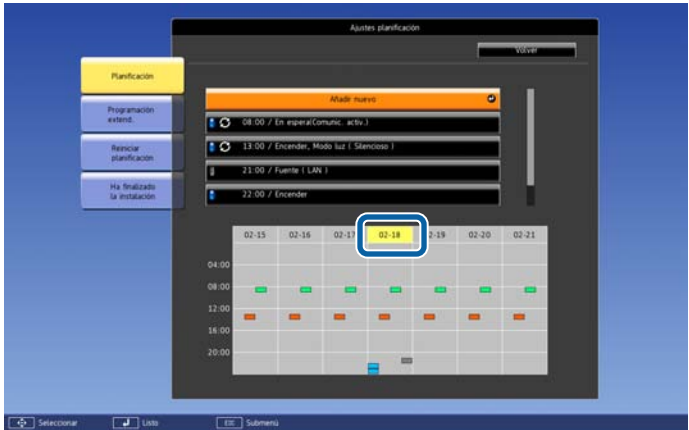 Ajustes planificación
Volver
Planificación
Programación
extend.
Reiniciar
planificación
Ha finalizado
la instalación
Añadir nuevo
08:00 / En espera(Comunic. activ.)
13:00 / Encender, Modo luz ( Silencioso )
21:00 / Fuente ( LAN )
22:00 / Encender
02-15 02-16 02-17 02-18 02-19 02-20 02-21
04:00
08:00
12:00
16:00
20:00
Seleccionar Listo Esc Submenú